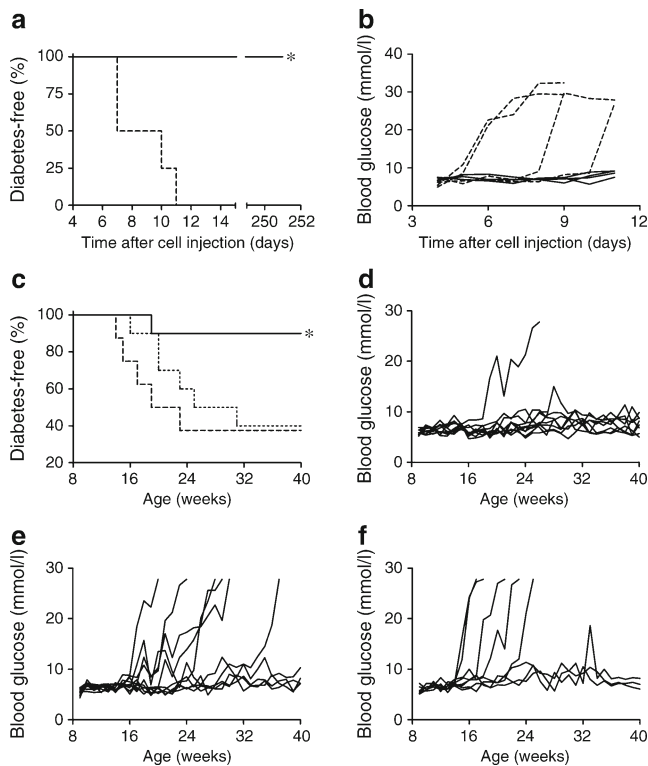 a
Diabetes-free (%)
100
75
50
25
0
*
4 6 8 10 12 14 250 252
Time after cell injection (days)
b
Blood glucose (mmol/l)
40
30
20
10
0
3 6 9 12
Time after cell injection (days)
c
Diabetes-free (%)
100
80
60
40
20
*
8 16 24 32 40
Age (weeks)
d
Blood glucose (mmol/l)
30
20
10
0
8 16 24 32 40
Age (weeks)
e
Blood glucose (mmol/l)
30
20
10
0
8 16 24 32 40
Age (weeks)
f
Blood glucose (mmol/l)
30
20
10
0
8 16 24 32 40
Age (weeks)